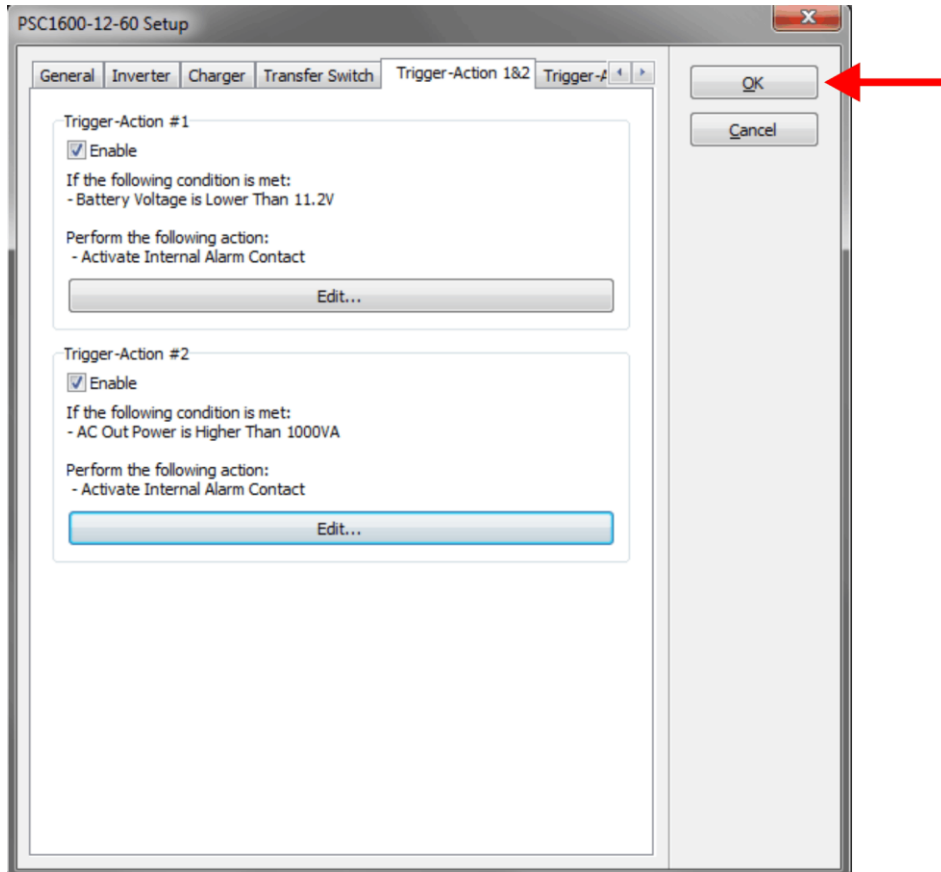 PSC1600-12-60 Setup
General Inverter Charger Transfer Switch Trigger-Action 1&2
OK
Cancel
Trigger-Action #1
Enable
If the following condition is met:
- Battery Voltage is Lower Than 11.2V
Perform the following action:
- Activate Internal Alarm Contact
Edit...
Trigger-Action #2
Enable
If the following condition is met:
- AC Out Power is Higher Than 1000VA
Perform the following action:
- Activate Internal Alarm Contact
Edit...